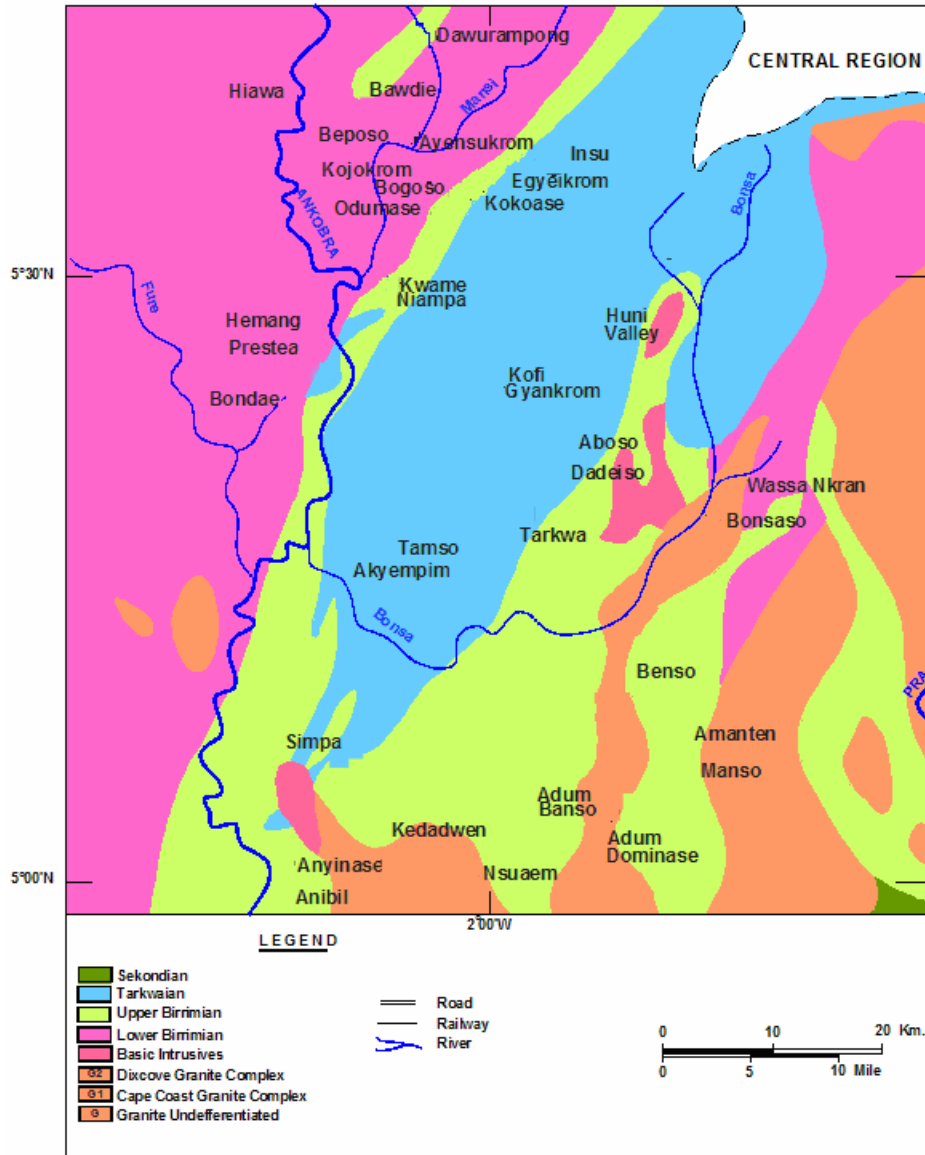 Dawurampong
CENTRAL REGION
Hiawa
Bawdie
Mansi
Beposo
Ayensukrom
Insu
Kojokrom
Bogoso
Egyeikrom
Odumase
Kokoase
Bonsa
ANKOBRA
5°30"N
Fure
Kwame
Niampa
Hemang
Prestea
Huni
Valley
Kofi
Gyankrom
Bondae
Aboso
Dadeiso
Wassa Nkran
Bonsaso
Tarkwa
Tamso
Akyempim
Bonsa
Benso
PRA
Simpa
Amanten
Manso
Adum
Banso
Kedadwen
Adum
Dominase
Anyinase
Nsuaem
Anibil
5°00"N
2°00"W
LEGEND
Sekondian
Tarkwaian
Upper Birrimian
Lower Birrimian
Basic Intrusives
G2 Dixcove Granite Complex
G1 Cape Coast Granite Complex
G Granite Undefferentiated
Road
Railway
River
0 10 20 Km.
0 5 10 Mile